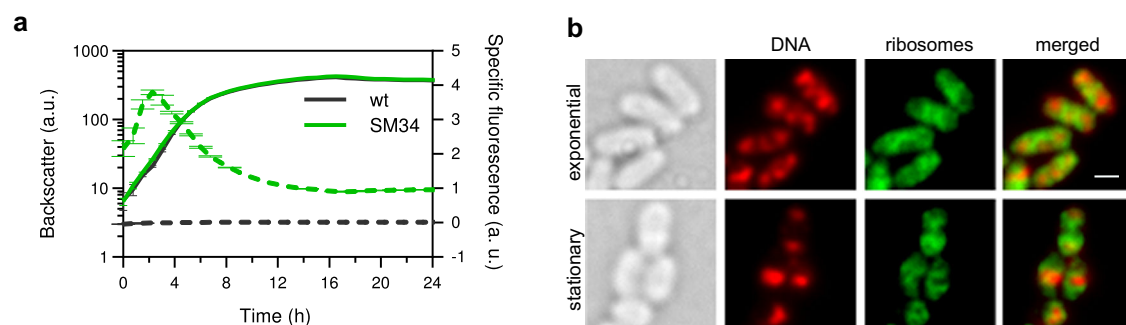 a
Backscatter (a.u.)
1000
100
10
1
0 4 8 12 16 20 24
Time (h)
5
4
3
2
1
0
-1
Specific fluorescence (a. u.)
wt
SM34
b
DNA ribosomes merged
exponential
stationary